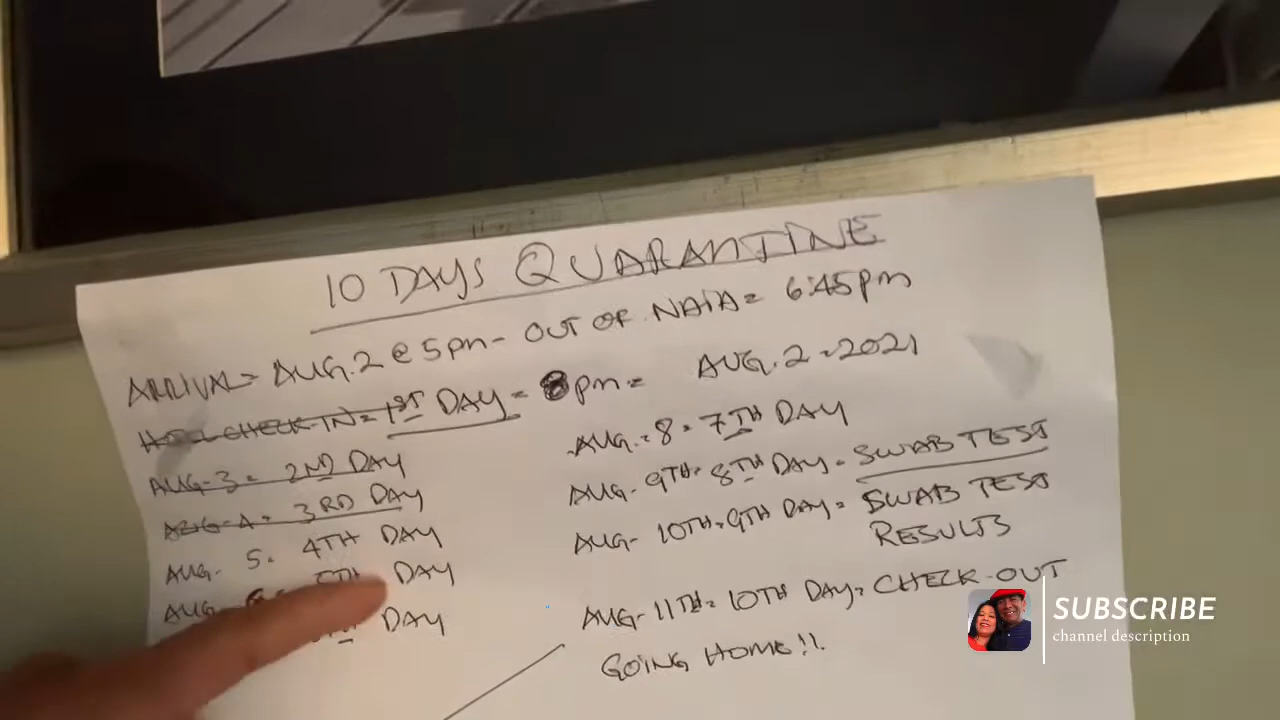 10 DAYS QUARANTINE
ARRIVAL= AUG.2 @ 5pm- OUT OF NAIA= 6:45pm
HOTEL CHECK-IN= 1ST DAY= 8pm= AUG.2-2021
AUG-3= 2ND DAY
AUG-4= 3RD DAY
AUG- 5= 4TH DAY
AUG- DAY
DAY
AUG.=8= 7TH DAY
AUG- 9TH= 8TH DAY= SWAB TEST
AUG- 10TH=9TH DAY= SWAB TEST
RESULTS
AUG-11TH= 10TH DAY= CHECK-OUT
GOING HOME!!
SUBSCRIBE
channel description